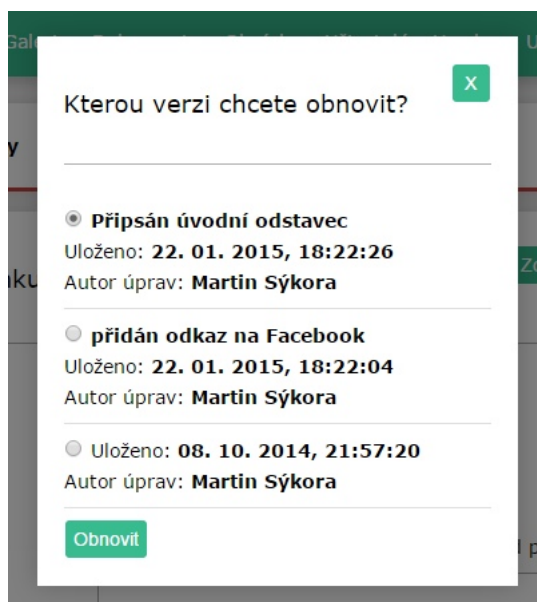 Kterou verzi chcete obnovit?
X
Připsán úvodní odstavec
Uloženo: 22. 01. 2015, 18:22:26
Autor úprav: Martin Sýkora
přidán odkaz na Facebook
Uloženo: 22. 01. 2015, 18:22:04
Autor úprav: Martin Sýkora
Uloženo: 08. 10. 2014, 21:57:20
Autor úprav: Martin Sýkora
Obnovit